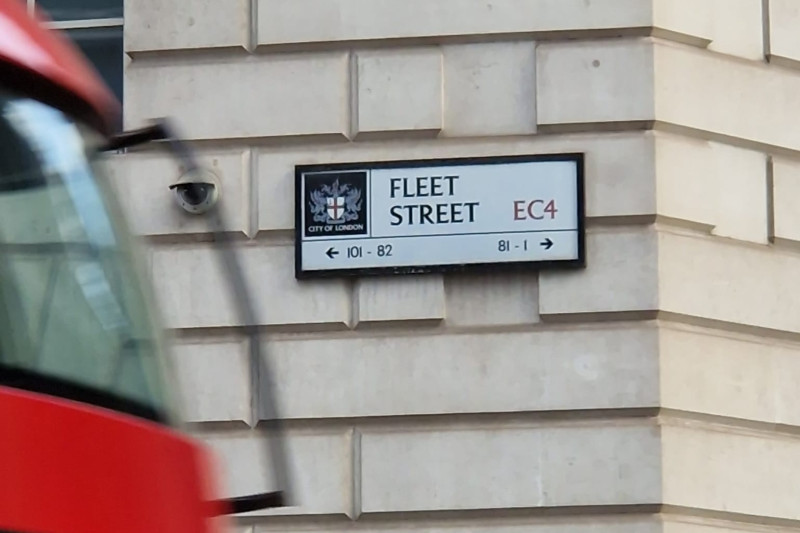 CITY OF LONDON
FLEET
STREET
EC4
← 101 - 82
81 - 1 →